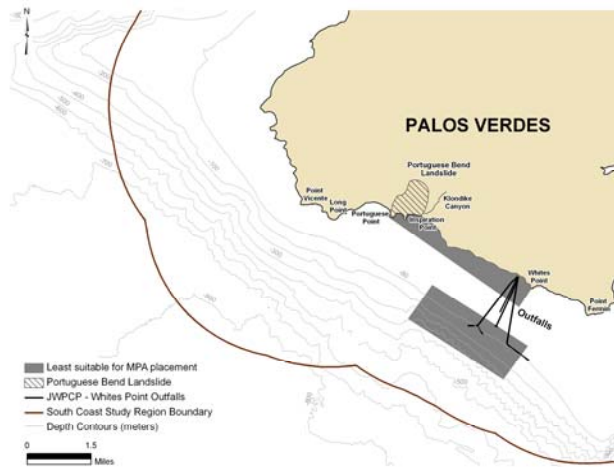 N
PALOS VERDES
Portuguese Bend
Landslide
Klondike
Canyon
Point
Vicente
Long
Point
Portuguese
Point
Inspiration
Point
Whites
Point
Point
Fermin
Outfalls
Least suitable for MPA placement
Portuguese Bend Landslide
JWPCP - Whites Point Outfalls
South Coast Study Region Boundary
Depth Contours (meters)
0
1.5
Miles